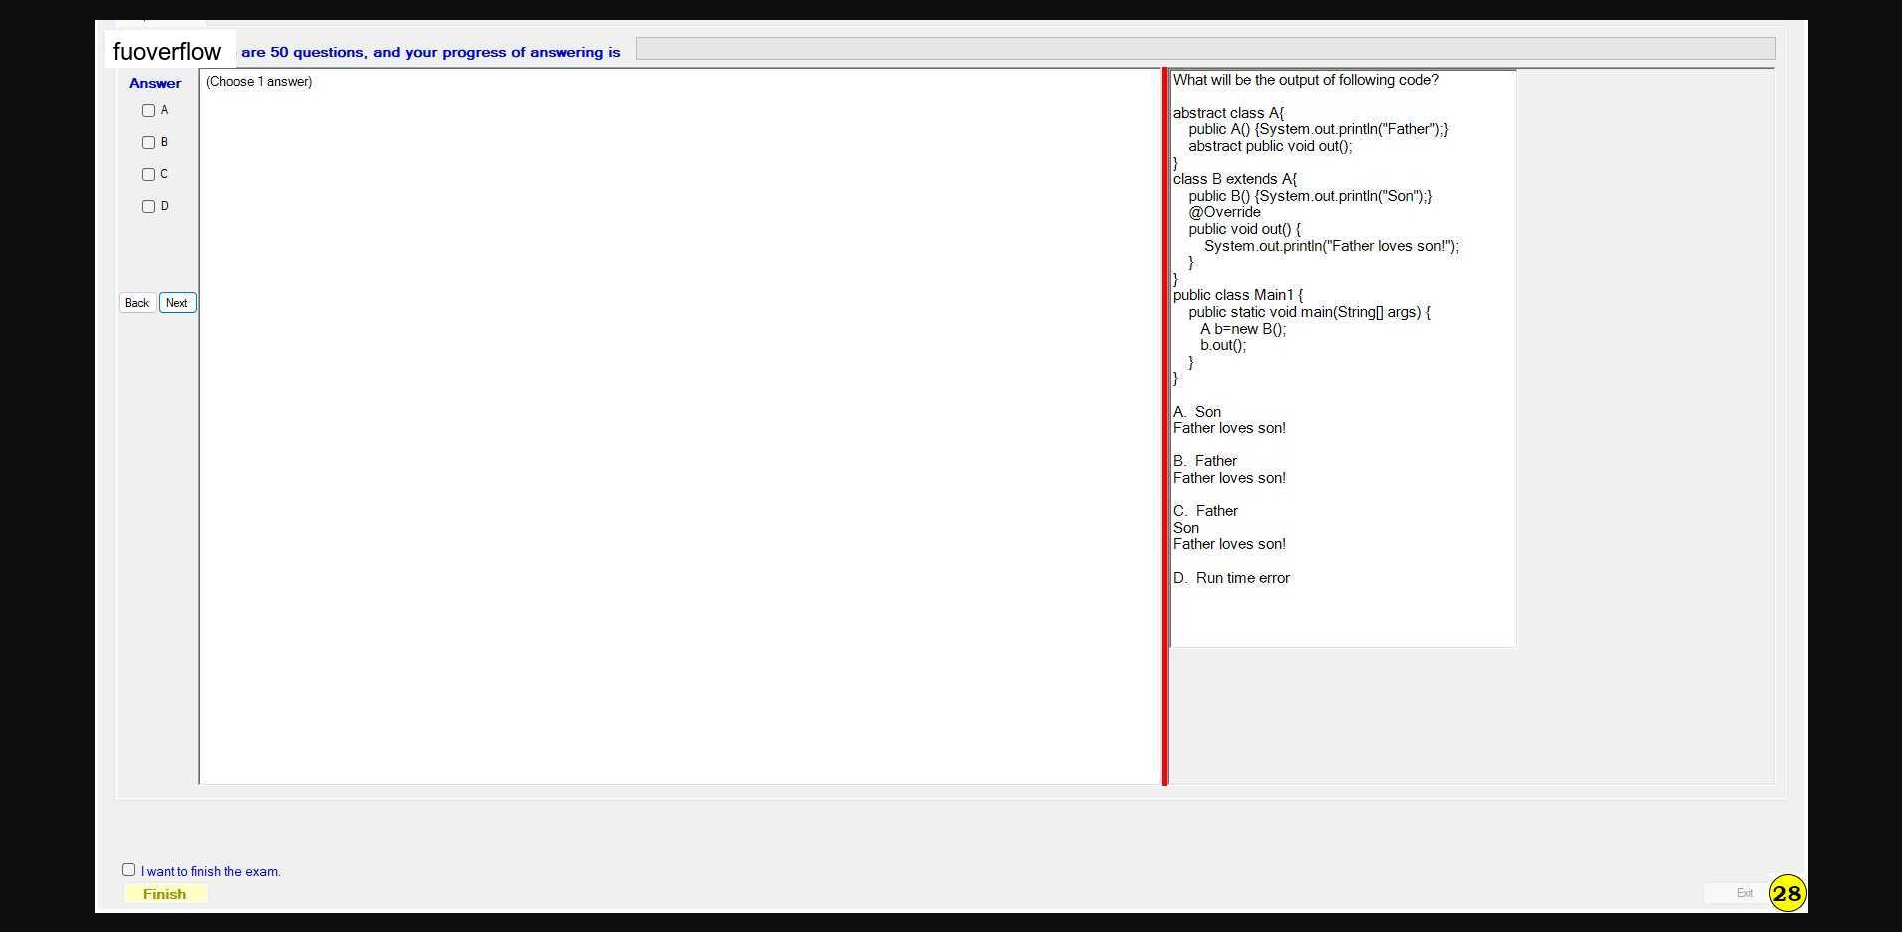 fuoverflow are 50 questions, and your progress of answering is
Answer
A
B
C
D
Back Next
(Choose 1 answer)
What will be the output of following code?
abstract class A{
public A() {System.out.println("Father");}
abstract public void out();
}
class B extends A{
public B() {System.out.println("Son");}
@Override
public void out() {
System.out.println("Father loves son!");
}
}
public class Main1 {
public static void main(String[] args) {
A b=new B();
b.out();
}
}
A. Son
Father loves son!
B. Father
Father loves son!
C. Father
Son
Father loves son!
D. Run time error
I want to finish the exam.
Finish
Exit 28